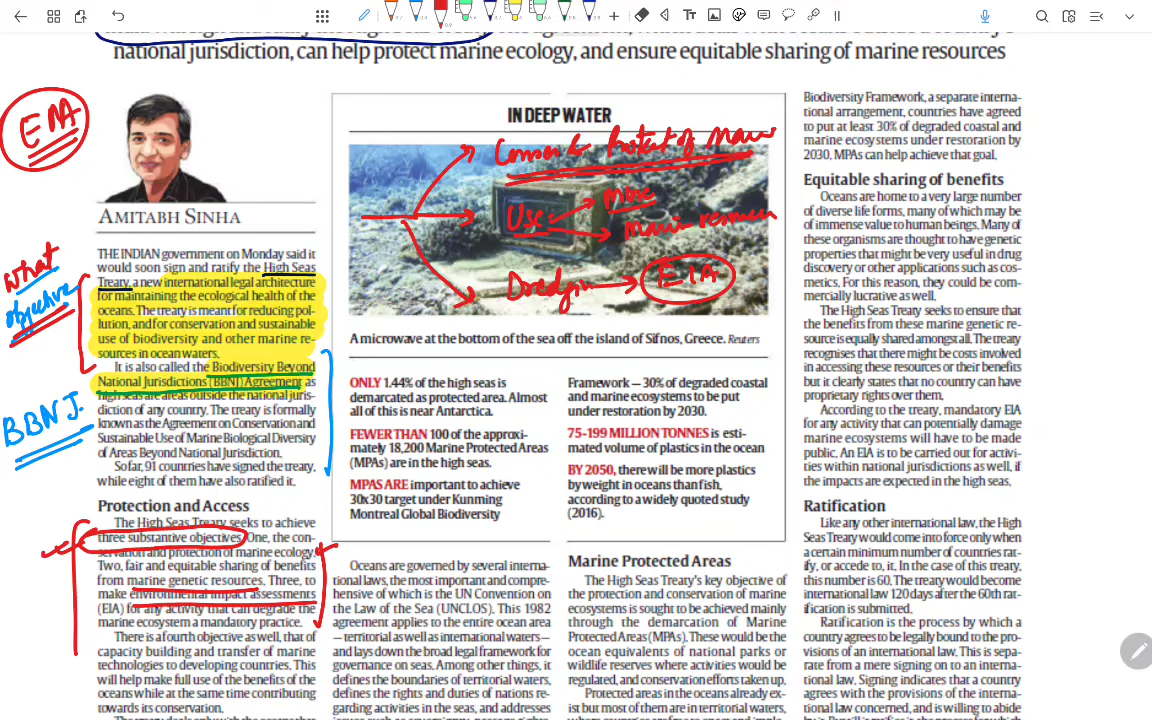 national jurisdiction, can help protect marine ecology, and ensure equitable sharing of marine resources
EIA
AMITABH SINHA
THE INDIAN government on Monday said it
would soon sign and ratify the High Seas
Treaty, a new international legal architecture
for maintaining the ecological health of the
oceans. The treaty is meant for reducing pol-
lution, and for conservation and sustainable
use of biodiversity and other marine re-
sources in ocean waters.
It is also called the Biodiversity Beyond
National Jurisdictions (BBNJ) Agreement as
high seas are areas outside the national juris-
diction of any country. The treaty is formally
known as the Agreement on Conservation and
Sustainable Use of Marine Biological Diversity
of Areas Beyond National Jurisdiction.
So far, 91 countries have signed the treaty,
while eight of them have also ratified it.
what
objective
BBNJ.
Protection and Access
The High Seas Treaty seeks to achieve
three substantive objectives. One, the con-
servation and protection of marine ecology.
Two, fair and equitable sharing of benefits
from marine genetic resources. Three, to
make environmental impact assessments
(EIA) for any activity that can degrade the
marine ecosystem a mandatory practice.
There is a fourth objective as well, that of
capacity building and transfer of marine
technologies to developing countries. This
will help make full use of the benefits of the
oceans while at the same time contributing
towards its conservation.
IN DEEP WATER
Use
EIA
A microwave at the bottom of the sea off the island of Sifnos, Greece. Reuters
ONLY 1.44% of the high seas is
demarcated as protected area. Almost
all of this near Antarctica.
FEWER THAN 100 of the approxi-
mately 18,200 Marine Protected Areas
(MPAs) are in the high seas.
MPAS ARE important to achieve
30x30 target under Kunming
Montreal Global Biodiversity
Framework — 30% of degraded coastal
and marine ecosystems to be put
under restoration by 2030.
75-199 MILLION TONNES is esti-
mated volume of plastics in the ocean
BY 2050, there will be more plastics
by weight in oceans than fish,
according to a widely quoted study
(2016).
Oceans are governed by several interna-
tional laws, the most important and compre-
hensive of which is the UN Convention on
the Law of the Sea (UNCLOS). This 1982
agreement applies to the entire ocean area
— territorial as well as international waters —
and lays down the broad legal framework for
governance on seas. Among other things, it
defines the boundaries of territorial waters,
defines the rights and duties of nations re-
garding activities in the seas, and addresses
Marine Protected Areas
The High Seas Treaty's key objective of
the protection and conservation of marine
ecosystems is sought to be achieved mainly
through the demarcation of Marine
Protected Areas (MPAs). These would be the
ocean equivalents of national parks or
wildlife reserves where activities would be
regulated, and conservation efforts taken up.
Protected areas in the oceans already ex-
ist but most of them are in territorial waters,
Biodiversity Framework, a separate interna-
tional arrangement, countries have agreed
to put at least 30% of degraded coastal and
marine ecosystems under restoration by
2030. MPAs can help achieve that goal.
Equitable sharing of benefits
Oceans are home to a very large number
of diverse life forms, many of which may be
of immense value to human beings. Many of
these organisms are thought to have genetic
properties that might be very useful in drug
discovery or other applications such as cos-
metics. For this reason, they could be com-
mercially lucrative as well.
The High Seas Treaty seeks to ensure that
the benefits from these marine genetic re-
source is equally shared amongst all. The treaty
recognises that there might be costs involved
in accessing these resources or their benefits
but it clearly states that no country can have
proprietary rights over them.
According to the treaty, mandatory EIA
for any activity that can potentially damage
marine ecosystems will have to be made
public. An EIA is to be carried out for activi-
ties within national jurisdictions as well, if
the impacts are expected in the high seas.
Ratification
Like any other international law, the High
Seas Treaty would come into force only when
a certain minimum number of countries rat-
ify, or accede to, it. In the case of this treaty,
this number is 60. The treaty would become
international law 120 days after the 60th rat-
ification is submitted.
Ratification is the process by which a
country agrees to be legally bound to the pro-
visions of an international law. This is sepa-
rate from a mere signing on to an interna-
tional law. Signing indicates that a country
agrees with the provisions of the interna-
tional law concerned, and is willing to abide